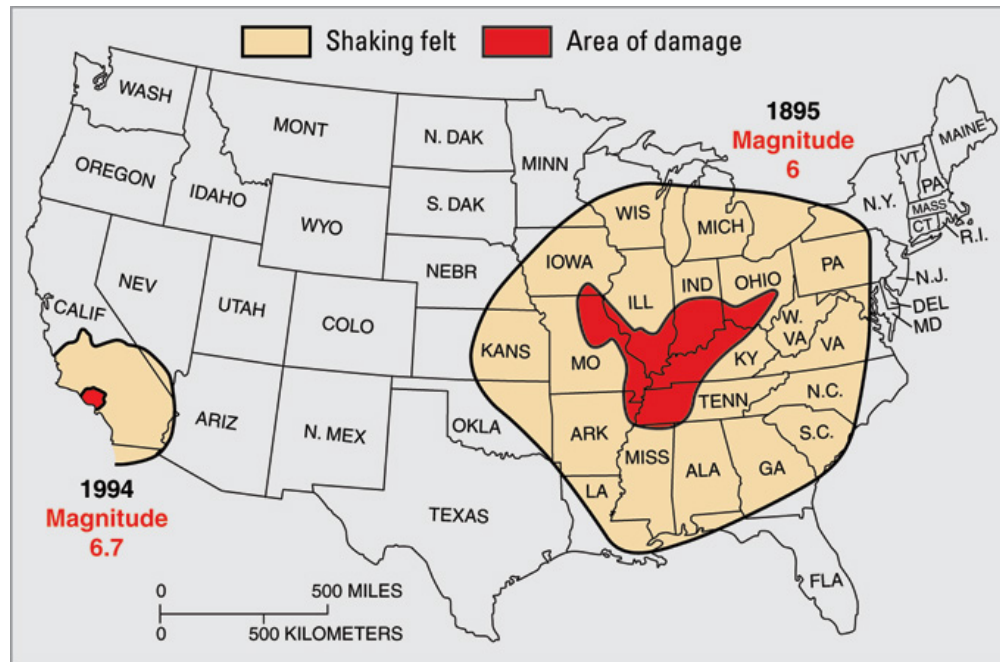 Shaking felt
Area of damage
WASH
MONT
N. DAK
MINN
1895
Magnitude
6
MAINE
VT.
PA
OREGON
IDAHO
S. DAK
WIS
MICH
N.Y.
MASS
CT.
R.I.
WYO
NEBR
IOWA
ILL
IND
OHIO
PA
N.J.
DEL
MD
NEV
UTAH
COLO
CALIF
KANS
MO
KY
W.
VA
VA
ARIZ
N. MEX
OKLA
ARK
TENN
N.C.
S.C.
MISS
ALA
GA
LA
TEXAS
FLA
1994
Magnitude
6.7
0
500 MILES
0
500 KILOMETERS